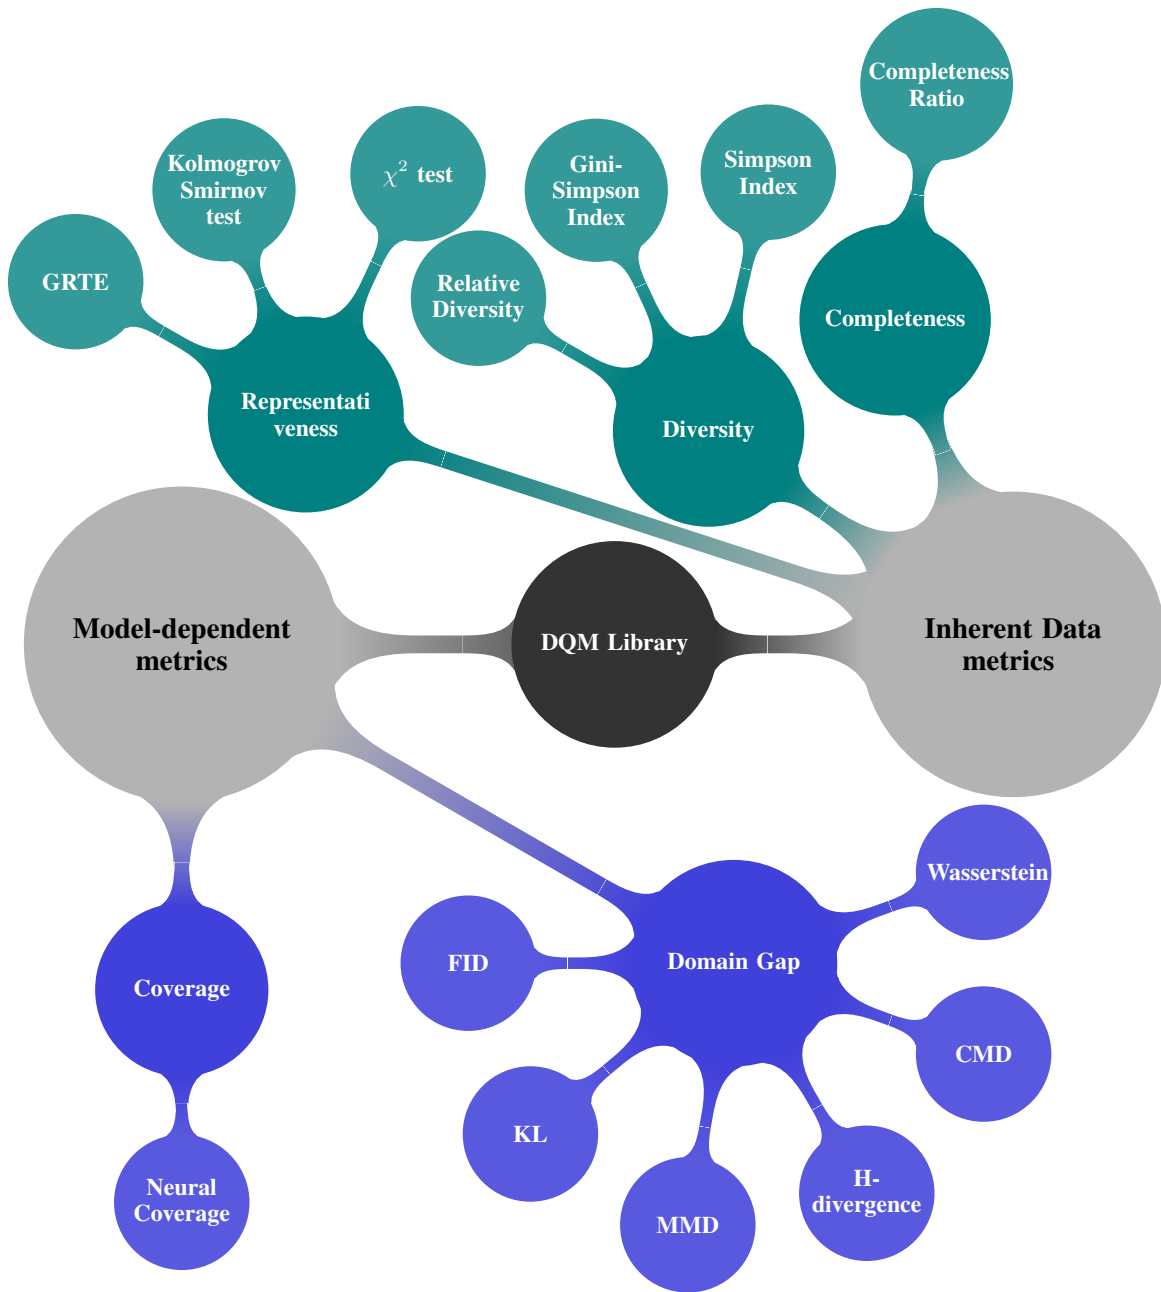 Completeness
Ratio
Kolmogrov
Smirnov
test
χ² test
Gini-
Simpson
Index
Simpson
Index
GRTE
Relative
Diversity
Completeness
Representati
veness
Diversity
Model-dependent
metrics
DQM Library
Inherent Data
metrics
Wasserstein
FID
Domain Gap
Coverage
CMD
KL
H-
divergence
Neural
Coverage
MMD